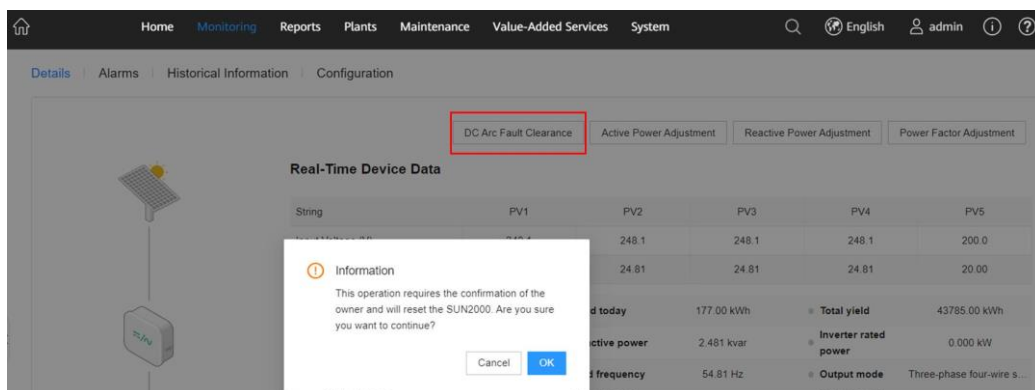 Home Monitoring Reports Plants Maintenance Value-Added Services System English admin
Details Alarms Historical Information Configuration
DC Arc Fault Clearance Active Power Adjustment Reactive Power Adjustment Power Factor Adjustment
Real-Time Device Data
String PV1 PV2 PV3 PV4 PV5
248.1 248.1 248.1 200.0
24.81 24.81 24.81 20.00
Information
This operation requires the confirmation of the
owner and will reset the SUN2000. Are you sure
you want to continue?
Cancel OK
d today 177.00 kWh Total yield 43785.00 kWh
ctive power 2.481 kvar Inverter rated
power 0.000 kW
frequency 54.81 Hz Output mode Three-phase four-wire s...